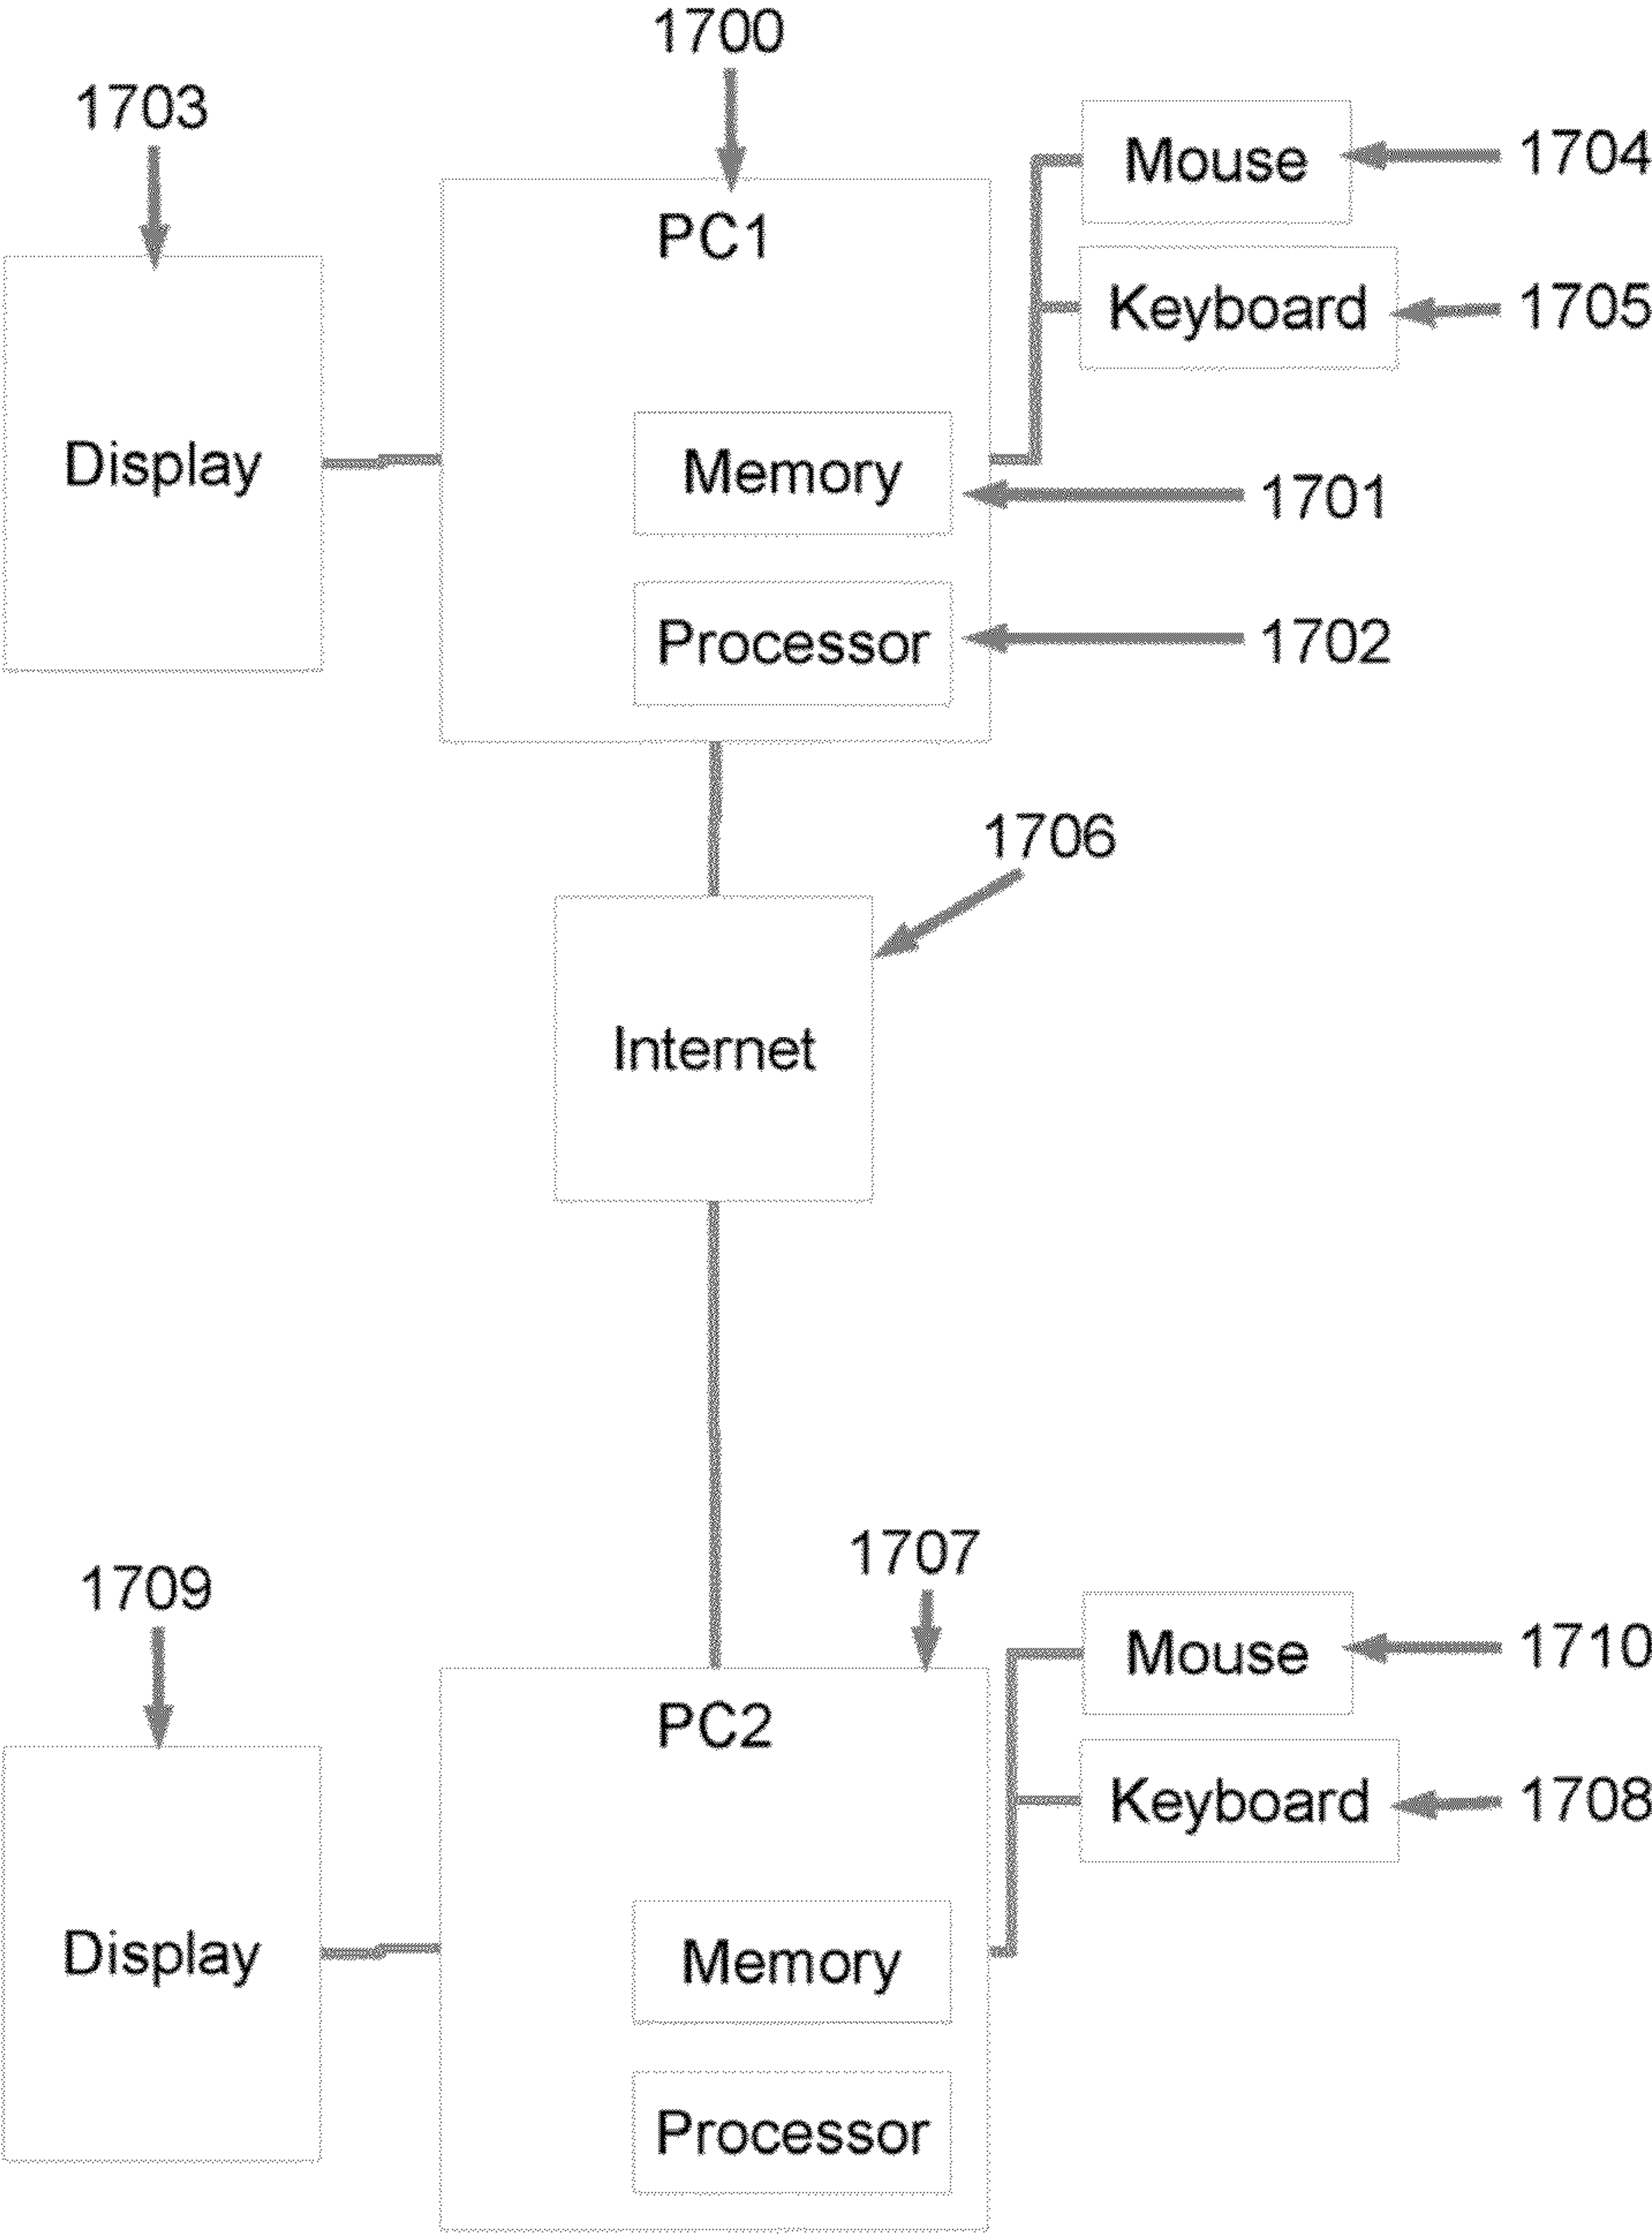 1700
1703
Mouse
1704
PC1
Keyboard
1705
Display
Memory
1701
Processor
1702
1706
Internet
1707
1709
Mouse
1710
PC2
Keyboard
1708
Display
Memory
Processor